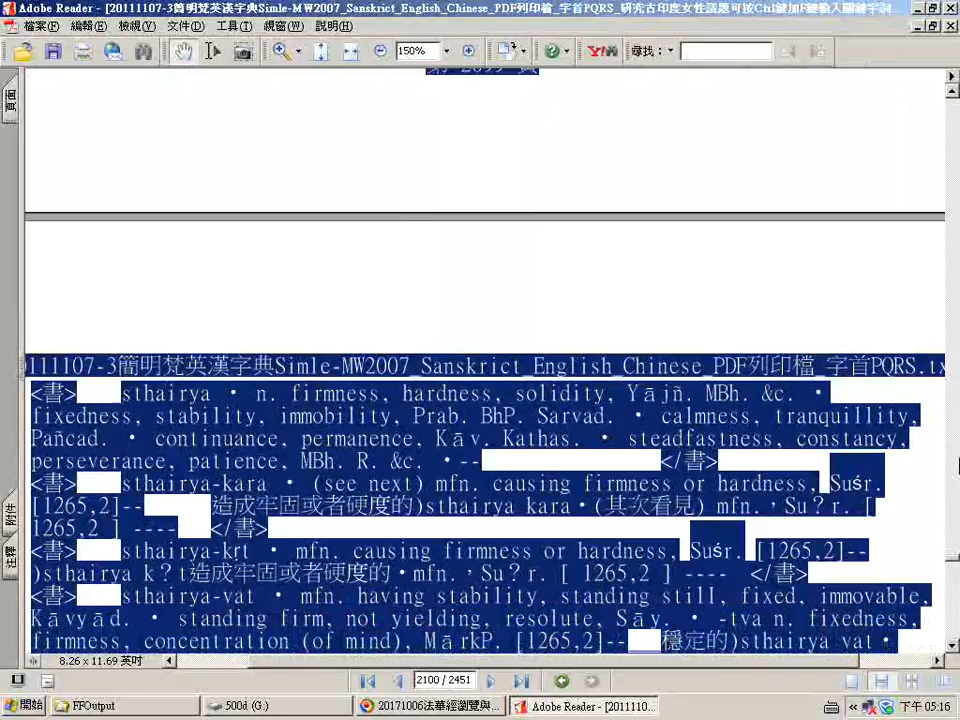 Adobe Reader - [20111107-3簡明梵英漢字典Simle-MW2007_Sanskrict_English_Chinese_PDF列印檔_字首PQRS_研究古印度女性議題可按Ctrl鍵加F鍵輸入關鍵字詞
檔案(F) 編輯(E) 檢視(V) 文件(D) 工具(T) 視窗(W) 說明(H)
150% 尋找：
頁面
111107-3簡明梵英漢字典Simle-MW2007_Sanskrict_English_Chinese_PDF列印檔_字首PQRS.tx
<書> sthairya • n. firmness, hardness, solidity, Yājñ. MBh. &c. •
fixedness, stability, immobility, Prab. BhP. Sarvad. • calmness, tranquillity,
Pañcad. • continuance, permanence, Kāv. Kathas. • steadfastness, constancy,
perseverance, patience, MBh. R. &c. •-- </書>
<書> sthairya-kara • (see next) mfn. causing firmness or hardness, Suśr.
[1265,2]-- 造成牢固或者硬度的)sthairya kara•(其次看見) mfn.，Su？r. [
1265,2 ] ---- </書>
<書> sthairya-kṛt • mfn. causing firmness or hardness, Suśr. [1265,2]--
)sthairya k？t造成牢固或者硬度的•mfn.，Su？r. [ 1265,2 ] ---- </書>
<書> sthairya-vat • mfn. having stability, standing still, fixed, immovable,
Kāvyād. • standing firm, not yielding, resolute, Sāy. • -tva n. fixedness,
firmness, concentration (of mind), MārkP. [1265,2]-- 穩定的)sthairya vat•
附件
注釋
8.26 x 11.69 英吋
2100 / 2451
開始 FFOutput 500d (G:) 20171006法華經瀏覽與... Adobe Reader - [2011110... 下午 05:16